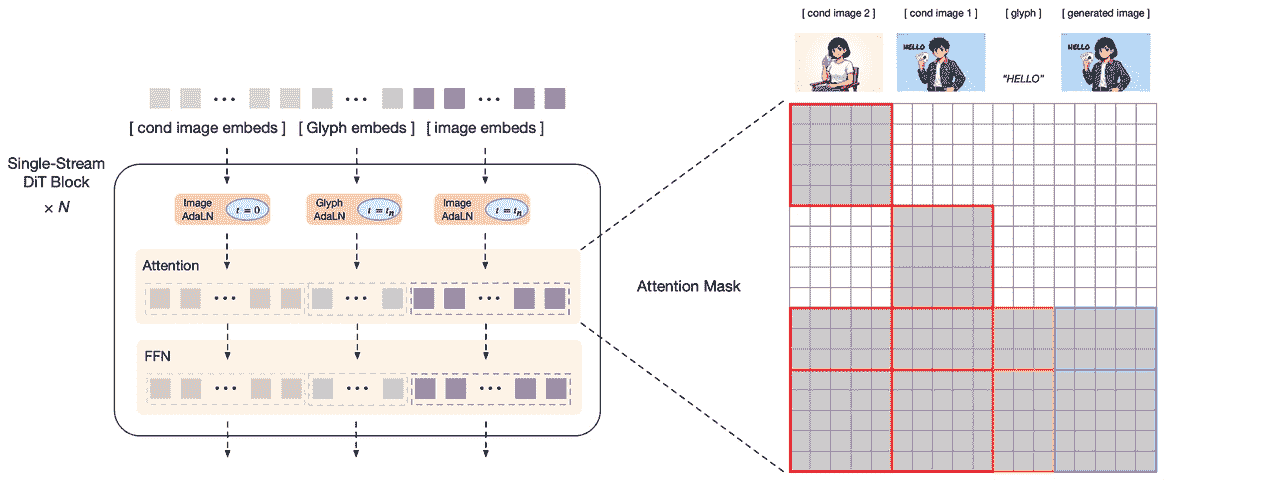 [ cond image 2 ] [ cond image 1 ] [ glyph ] [ generated image ]
HELLO HELLO
"HELLO"
[ cond image embeds ] [ Glyph embeds ] [ image embeds ]
Single-Stream
DiT Block
× N
Image
AdaLN
t = 0
Glyph
AdaLN
t = tn
Image
AdaLN
t = tn
Attention
Attention Mask
FFN